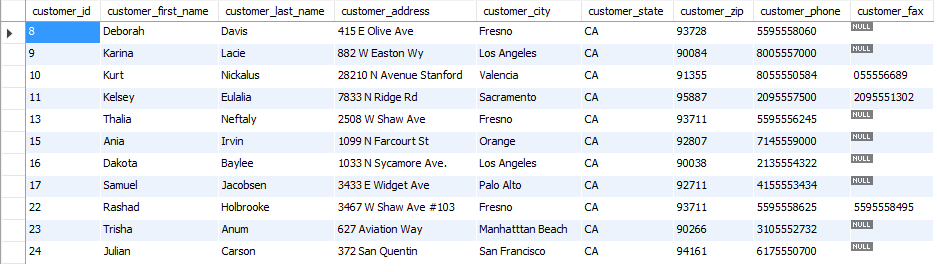 customer_id customer_first_name customer_last_name customer_address customer_city customer_state customer_zip customer_phone customer_fax
8 Deborah Davis 415 E Olive Ave Fresno CA 93728 5595558060 NULL
9 Karina Lacie 882 W Easton Wy Los Angeles CA 90084 8005557000 NULL
10 Kurt Nickalus 28210 N Avenue Stanford Valencia CA 91355 8055550584 055556689
11 Kelsey Eulalia 7833 N Ridge Rd Sacramento CA 95887 2095557500 2095551302
13 Thalia Neftaly 2508 W Shaw Ave Fresno CA 93711 5595556245 NULL
15 Ania Irvin 1099 N Farcourt St Orange CA 92807 7145559000 NULL
16 Dakota Baylee 1033 N Sycamore Ave. Los Angeles CA 90038 2135554322 NULL
17 Samuel Jacobsen 3433 E Widget Ave Palo Alto CA 92711 4155553434 NULL
22 Rashad Holbrooke 3467 W Shaw Ave #103 Fresno CA 93711 5595558625 5595558495
23 Trisha Anum 627 Aviation Way Manhatttan Beach CA 90266 3105552732 NULL
24 Julian Carson 372 San Quentin San Francisco CA 94161 6175550700 NULL